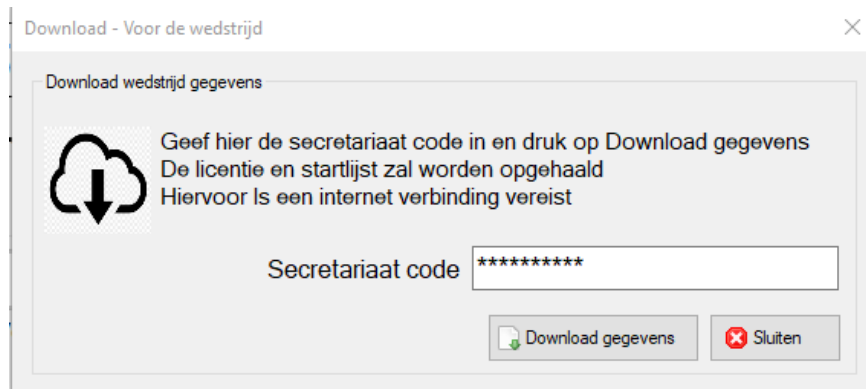 Download - Voor de wedstrijd
Download wedstrijd gegevens
Geef hier de secretariaat code in en druk op Download gegevens
De licentie en startlijst zal worden opgehaald
Hiervoor Is een internet verbinding vereist
Secretariaat code **********
Download gegevens Sluiten